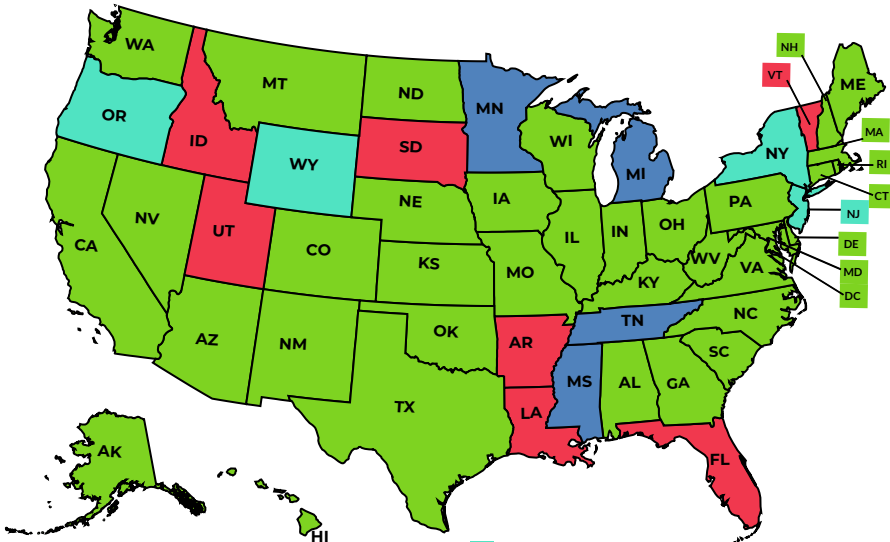 WA
MT
ND
MN
OR
ID
WY
SD
WI
MI
NY
VT
NH
ME
MA
RI
CT
NJ
DE
MD
DC
NV
UT
CO
NE
IA
IL
IN
OH
PA
CA
KS
MO
KY
WV
VA
AZ
NM
OK
AR
TN
NC
SC
TX
LA
MS
AL
GA
FL
AK
HI